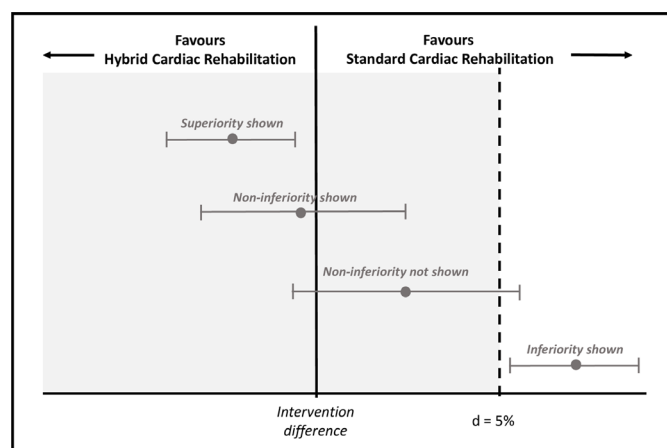 Favours
Hybrid Cardiac Rehabilitation
Favours
Standard Cardiac Rehabilitation
Superiority shown
Non-inferiority shown
Non-inferiority not shown
Inferiority shown
Intervention
difference
d = 5%